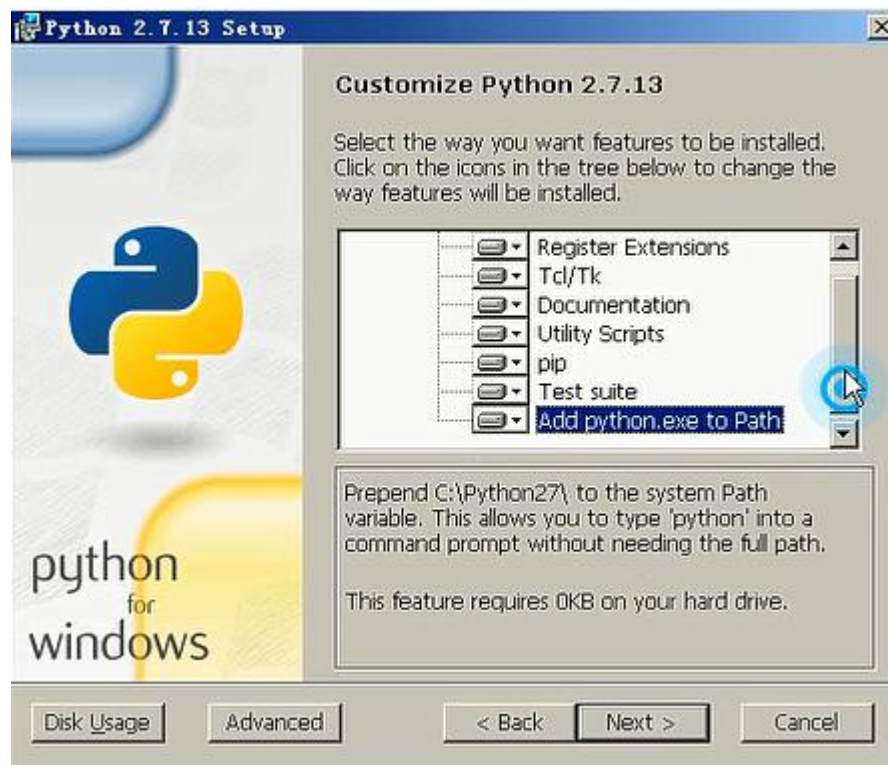 Python 2.7.13 Setup
Customize Python 2.7.13
Select the way you want features to be installed.
Click on the icons in the tree below to change the
way features will be installed.
Register Extensions
Tcl/Tk
Documentation
Utility Scripts
pip
Test suite
Add python.exe to Path
Prepend C:\Python27\ to the system Path
variable. This allows you to type 'python' into a
command prompt without needing the full path.
This feature requires 0KB on your hard drive.
python
for
windows
Disk Usage
Advanced
< Back
Next >
Cancel